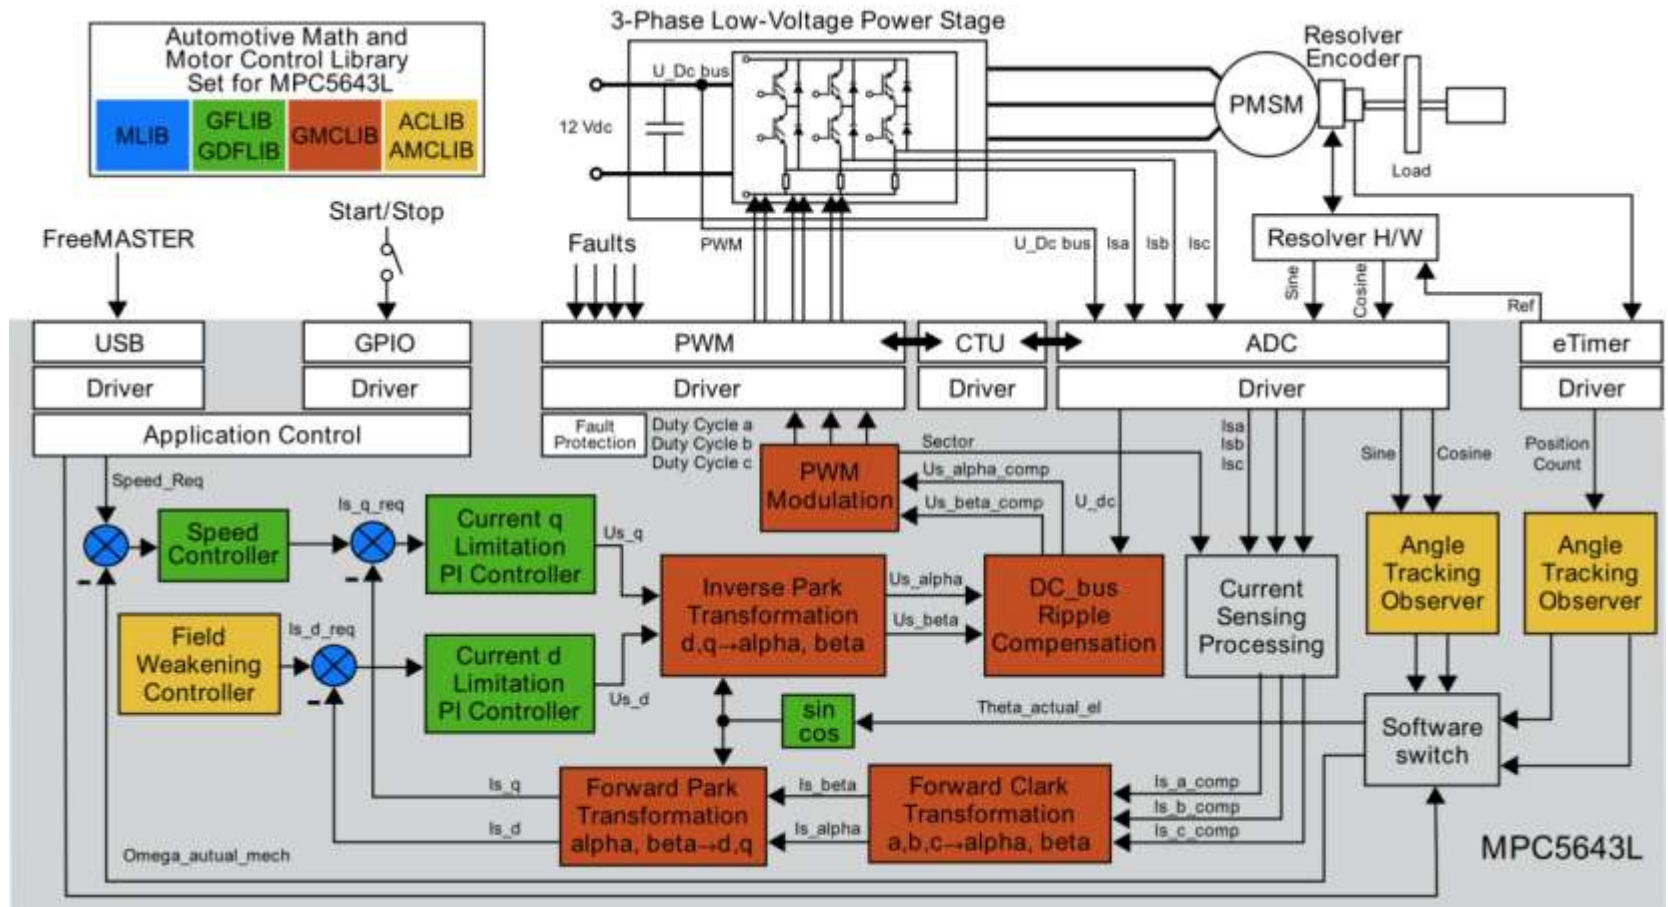 3-Phase Low-Voltage Power Stage
Automotive Math and
Motor Control Library
Set for MPC5643L
MLIB
GFLIB
GDFLIB
GMCLIB
ACLIB
AMCLIB
U_Dc bus
12 Vdc
PMSM
Resolver
Encoder
Load
Start/Stop
FreeMASTER
Faults
PWM
U_Dc bus
Isa
Isb
Isc
Resolver H/W
Sine
Cosine
Ref
USB
GPIO
PWM
CTU
ADC
eTimer
Driver
Driver
Driver
Driver
Driver
Driver
Application Control
Fault
Protection
Duty Cycle a
Duty Cycle b
Duty Cycle c
PWM
Modulation
Sector
Us_alpha_comp
Us_beta_comp
U_dc
Isa
Isb
Isc
Sine
Cosine
Position
Count
Speed_Req
Is_q_req
Speed
Controller
Current q
Limitation
PI Controller
Us_q
Inverse Park
Transformation
d,q→alpha, beta
Us_alpha
Us_beta
DC_bus
Ripple
Compensation
Current
Sensing
Processing
Angle
Tracking
Observer
Angle
Tracking
Observer
-
Field
Weakening
Controller
Is_d_req
-
-
Current d
Limitation
PI Controller
Us_d
sin
cos
Theta_actual_el
Software
switch
Is_q
Is_d
Forward Park
Transformation
alpha, beta→d,q
Is_beta
Is_alpha
Forward Clark
Transformation
a,b,c→alpha, beta
Is_a_comp
Is_b_comp
Is_c_comp
Omega_autual_mech
MPC5643L